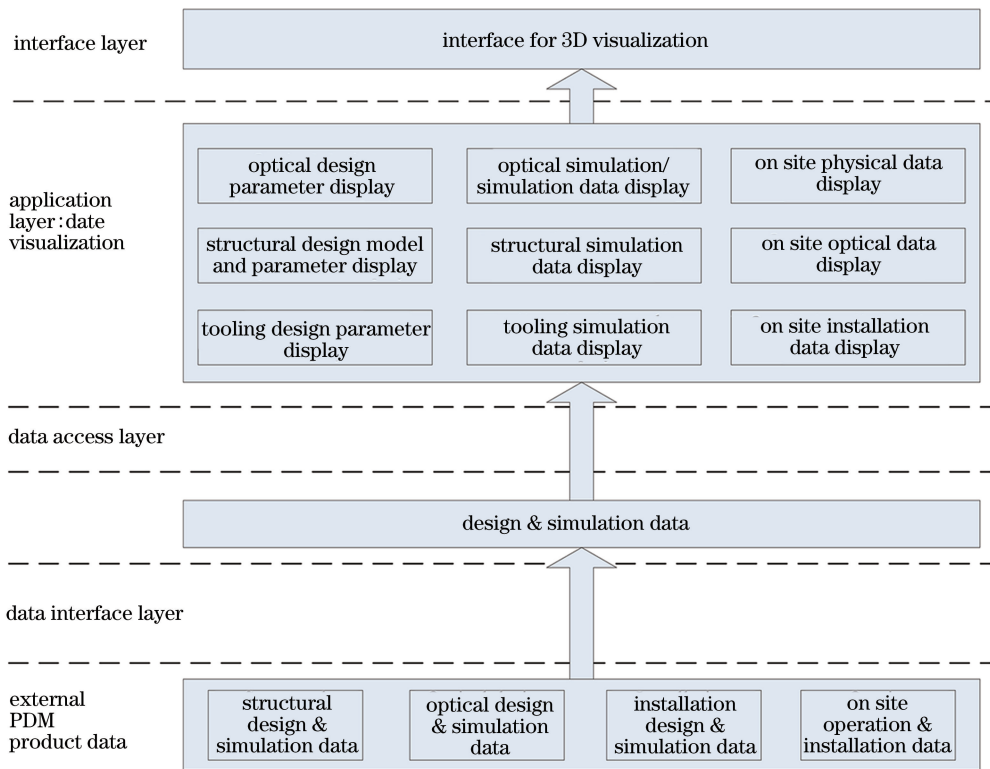 interface layer
interface for 3D visualization
application
layer:date
visualization
optical design
parameter display
optical simulation/
simulation data display
on site physical data
display
structural design model
and parameter display
structural simulation
data display
on site optical data
display
tooling design parameter
display
tooling simulation
data display
on site installation
data display
data access layer
design & simulation data
data interface layer
external
PDM
product data
structural
design &
simulation data
optical design
& simulation
data
installation
design &
simulation data
on site
operation &
installation data